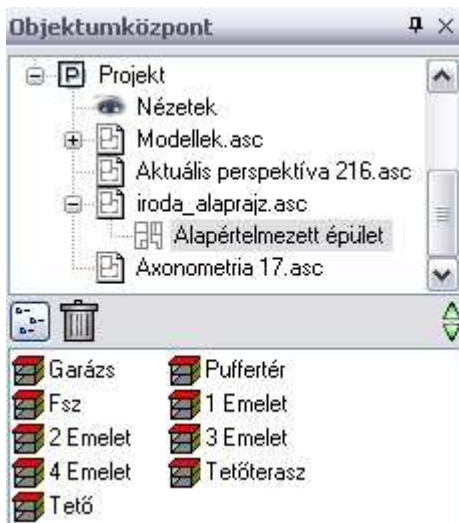 Objektumközpont
Projekt
Nézetek
Modellek.asc
Aktuális perspektíva 216.asc
iroda_alaprajz.asc
Alapértelmezett épület
Axonometria 17.asc
Garázs Puffertér
Fsz 1 Emelet
2 Emelet 3 Emelet
4 Emelet Tetőterasz
Tető